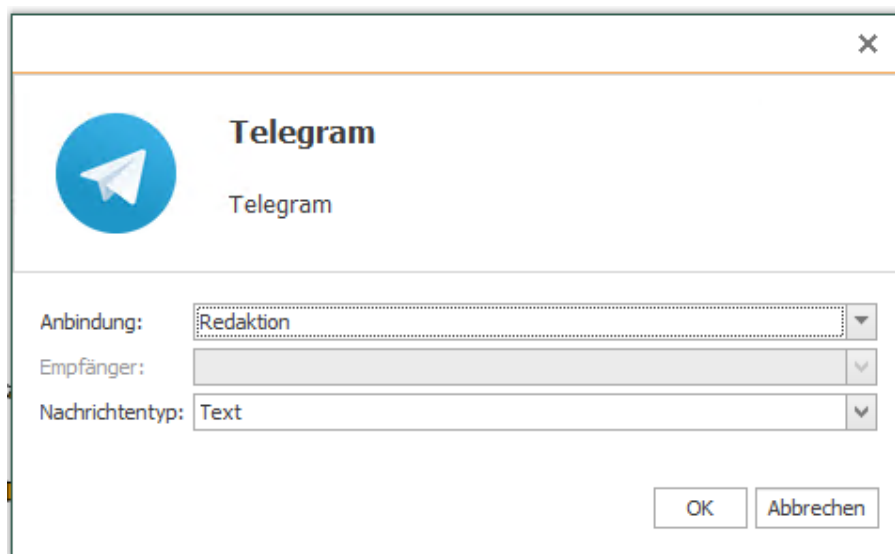 Telegram
Telegram
Anbindung: Redaktion
Empfänger:
Nachrichtentyp: Text
OK Abbrechen